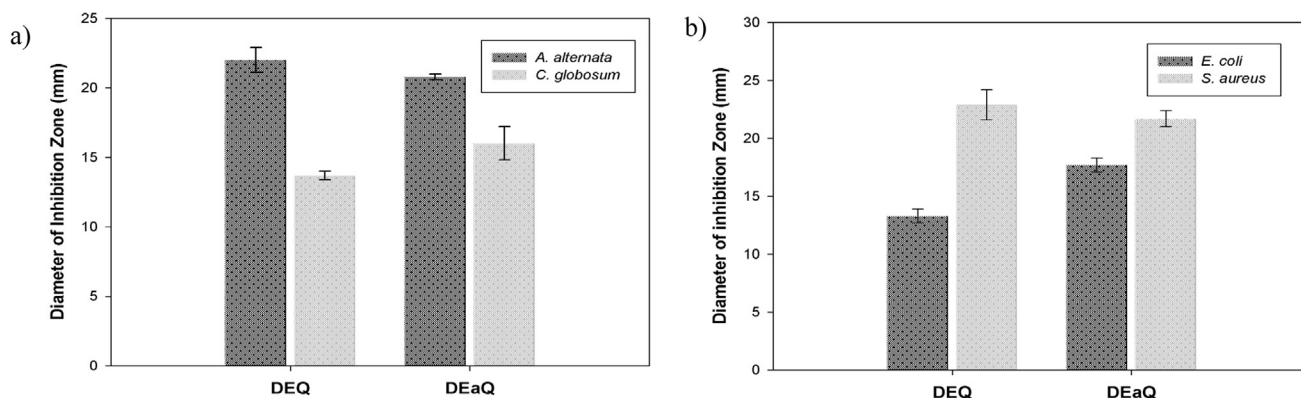 a)
Diameter of Inhibition Zone (mm)
25
20
15
10
5
0
A. alternata
C. globosum
DEQ
DEaQ
b)
Diameter of inhibition Zone (mm)
30
25
20
15
10
5
0
E. coli
S. aureus
DEQ
DEaQ